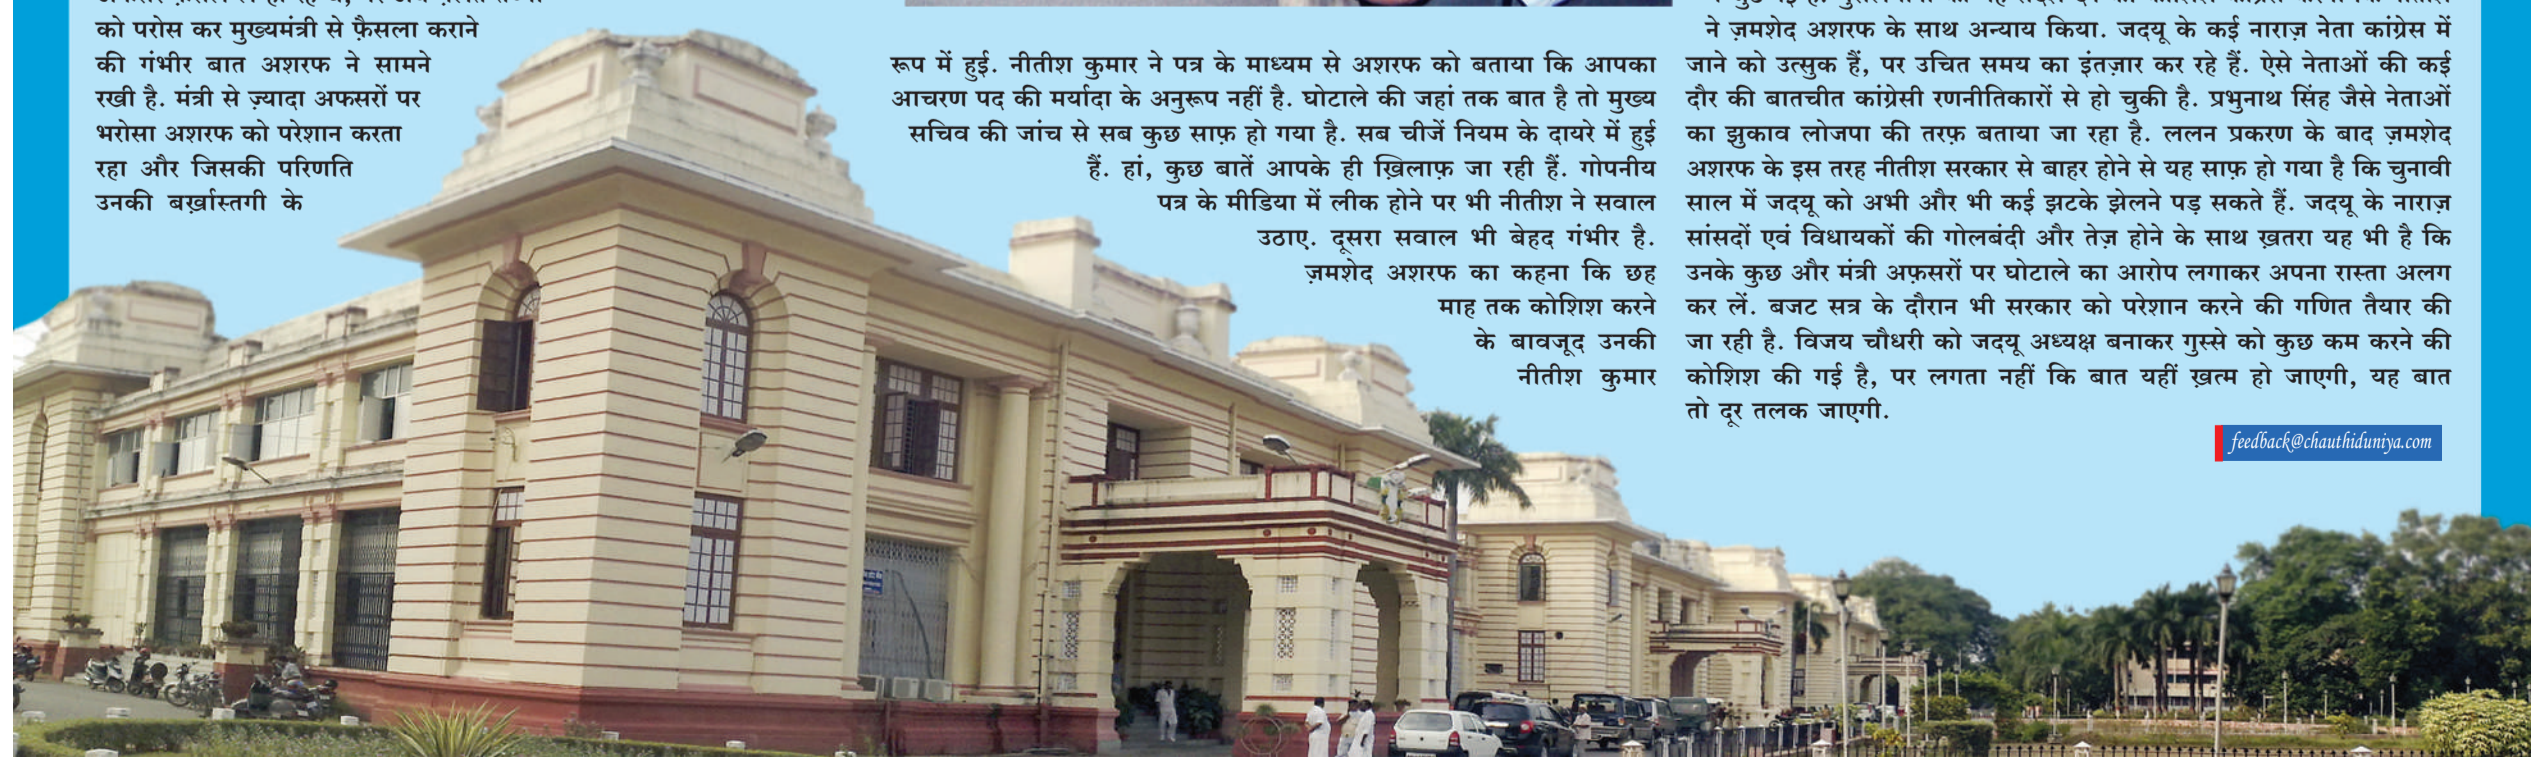 को परोस कर मुख्यमंत्री से फ़ैसला कराने
की गंभीर बात अशरफ ने सामने
रखी है. मंत्री से ज़्यादा अफसरों पर
भरोसा अशरफ को परेशान करता
रहा और जिसकी परिणति
उनकी बर्ख़ास्तगी के
रूप में हुई. नीतीश कुमार ने पत्र के माध्यम से अशरफ को बताया कि आपका
आचरण पद की मर्यादा के अनुरूप नहीं है. घोटाले की जहां तक बात है तो मुख्य
सचिव की जांच से सब कुछ साफ़ हो गया है. सब चीजें नियम के दायरे में हुई
हैं. हां, कुछ बातें आपके ही ख़िलाफ़ जा रही हैं. गोपनीय
पत्र के मीडिया में लीक होने पर भी नीतीश ने सवाल
उठाए. दूसरा सवाल भी बेहद गंभीर है.
ज़मशेद अशरफ का कहना कि छह
माह तक कोशिश करने
के बावजूद उनकी
नीतीश कुमार
ने ज़मशेद अशरफ के साथ अन्याय किया. जदयू के कई नाराज़ नेता कांग्रेस में
जाने को उत्सुक हैं, पर उचित समय का इंतज़ार कर रहे हैं. ऐसे नेताओं की कई
दौर की बातचीत कांग्रेसी रणनीतिकारों से हो चुकी है. प्रभुनाथ सिंह जैसे नेताओं
का झुकाव लोजपा की तरफ़ बताया जा रहा है. ललन प्रकरण के बाद ज़मशेद
अशरफ के इस तरह नीतीश सरकार से बाहर होने से यह साफ़ हो गया है कि चुनावी
साल में जदयू को अभी और भी कई झटके झेलने पड़ सकते हैं. जदयू के नाराज़
सांसदों एवं विधायकों की गोलबंदी और तेज़ होने के साथ ख़तरा यह भी है कि
उनके कुछ और मंत्री अफ़सरों पर घोटाले का आरोप लगाकर अपना रास्ता अलग
कर लें. बजट सत्र के दौरान भी सरकार को परेशान करने की गणित तैयार की
जा रही है. विजय चौधरी को जदयू अध्यक्ष बनाकर गुस्से को कुछ कम करने की
कोशिश की गई है, पर लगता नहीं कि बात यहीं ख़त्म हो जाएगी, यह बात
तो दूर तलक जाएगी.
feedback@chauthiduniya.com